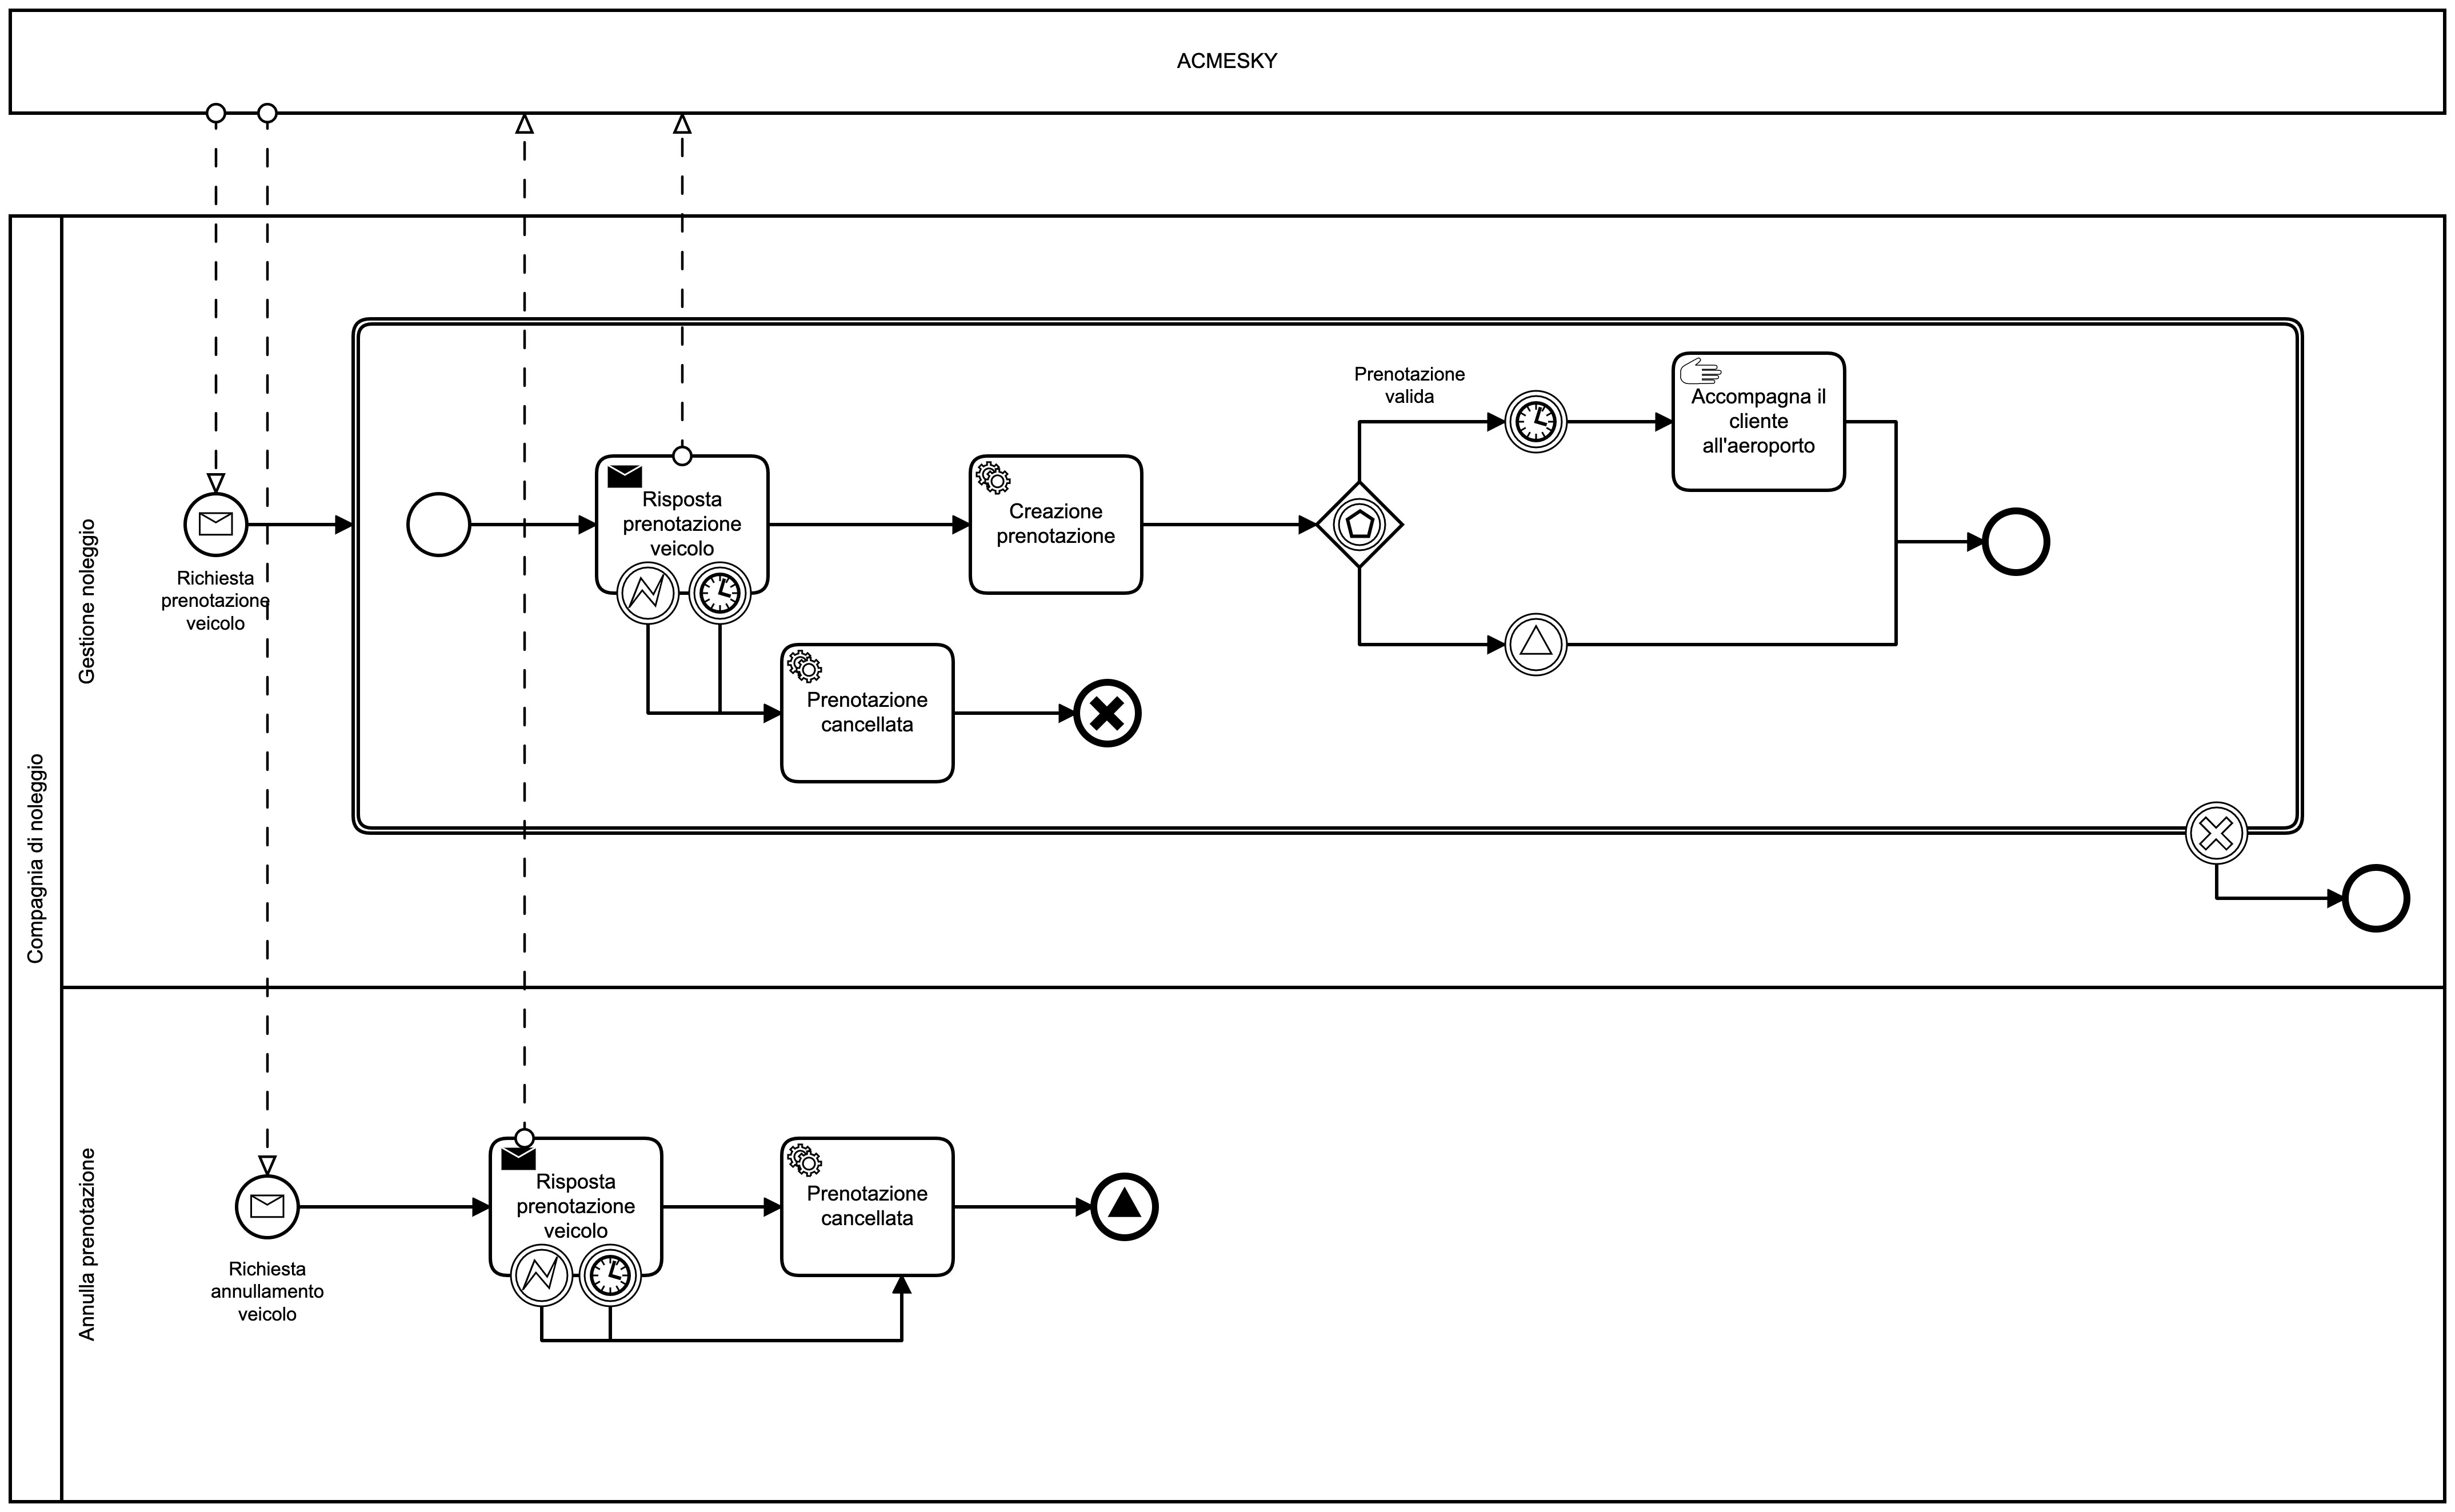 ACMESKY
Compagnia di noleggio
Gestione noleggio
Richiesta
prenotazione
veicolo
Risposta
prenotazione
veicolo
Creazione
prenotazione
Prenotazione
valida
Accompagna il
cliente
all'aeroporto
Prenotazione
cancellata
Annulla prenotazione
Richiesta
annullamento
veicolo
Risposta
prenotazione
veicolo
Prenotazione
cancellata